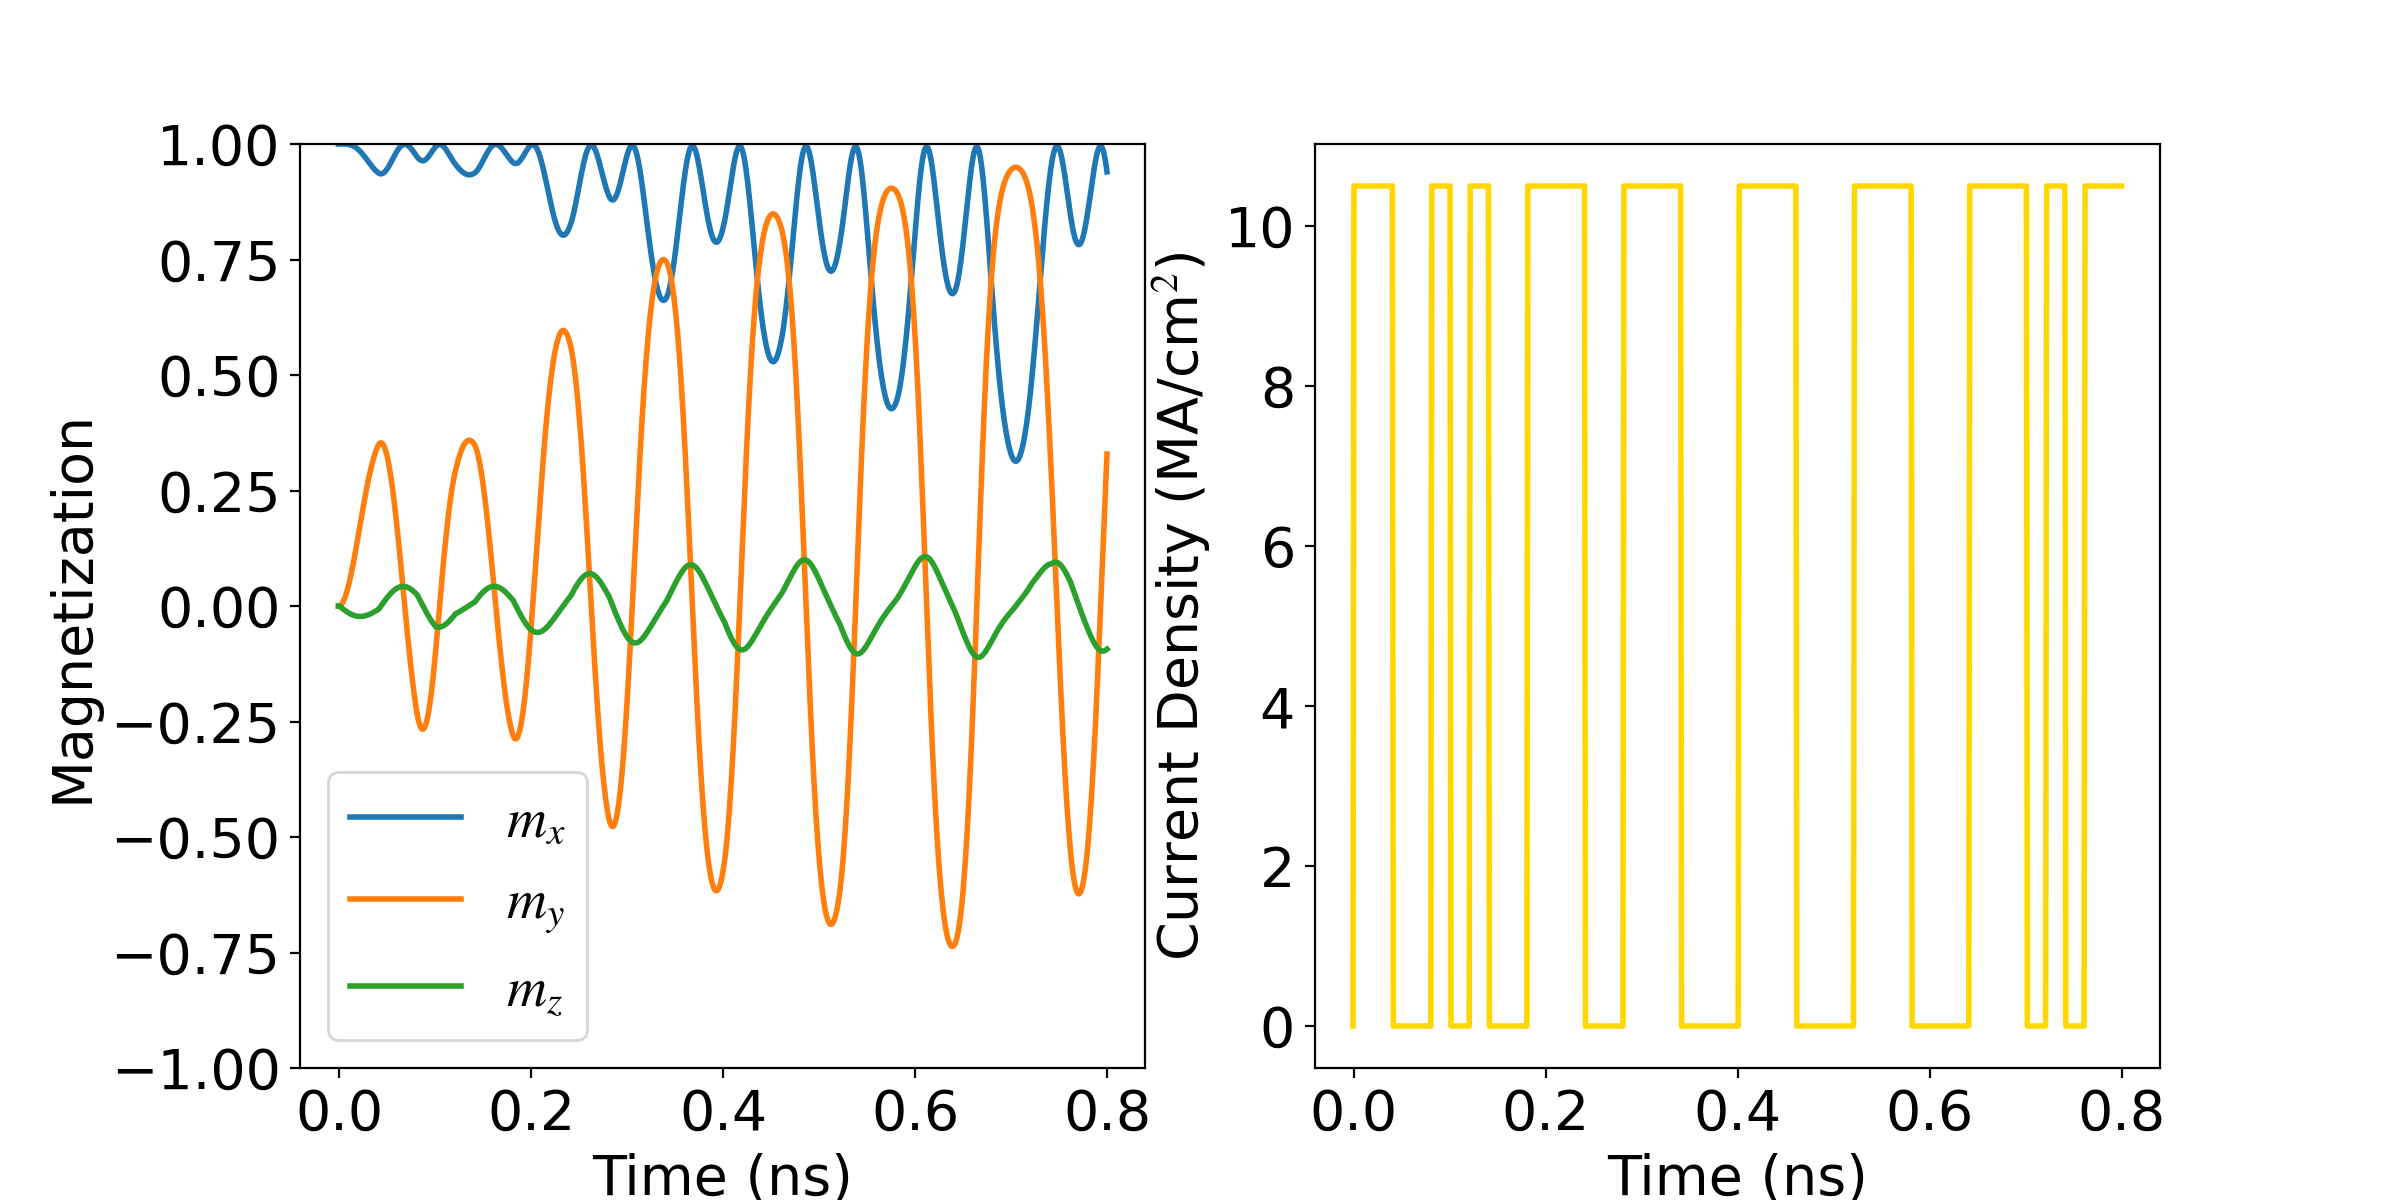 Magnetization
1.00
0.75
0.50
0.25
0.00
−0.25
−0.50
−0.75
−1.00
m_x
m_y
m_z
0.0 0.2 0.4 0.6 0.8
Time (ns)
Current Density (MA/cm²)
10
8
6
4
2
0
0.0 0.2 0.4 0.6 0.8
Time (ns)